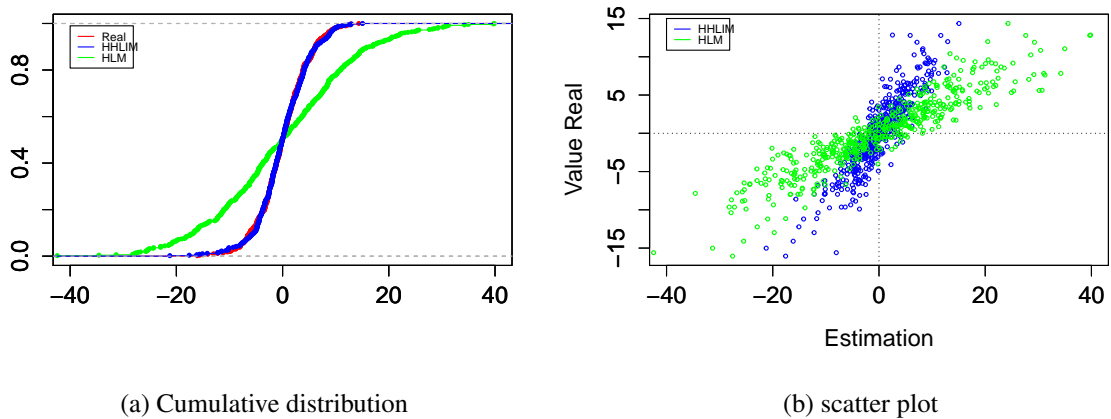 0.0 0.4 0.8
−40 −20 0 20 40
Real
HHLIM
HLM
(a) Cumulative distribution
Value Real
−15 −5 5 15
−40 −20 0 20 40
Estimation
HHLIM
HLM
(b) scatter plot